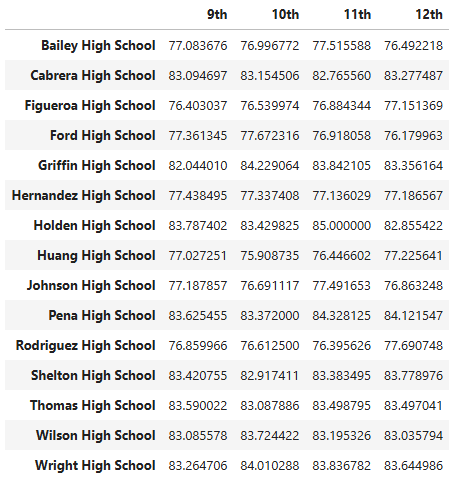 9th 10th 11th 12th
Bailey High School 77.083676 76.996772 77.515588 76.492218
Cabrera High School 83.094697 83.154506 82.765560 83.277487
Figueroa High School 76.403037 76.539974 76.884344 77.151369
Ford High School 77.361345 77.672316 76.918058 76.179963
Griffin High School 82.044010 84.229064 83.842105 83.356164
Hernandez High School 77.438495 77.337408 77.136029 77.186567
Holden High School 83.787402 83.429825 85.000000 82.855422
Huang High School 77.027251 75.908735 76.446602 77.225641
Johnson High School 77.187857 76.691117 77.491653 76.863248
Pena High School 83.625455 83.372000 84.328125 84.121547
Rodriguez High School 76.859966 76.612500 76.395626 77.690748
Shelton High School 83.420755 82.917411 83.383495 83.778976
Thomas High School 83.590022 83.087886 83.498795 83.497041
Wilson High School 83.085578 83.724422 83.195326 83.035794
Wright High School 83.264706 84.010288 83.836782 83.644986